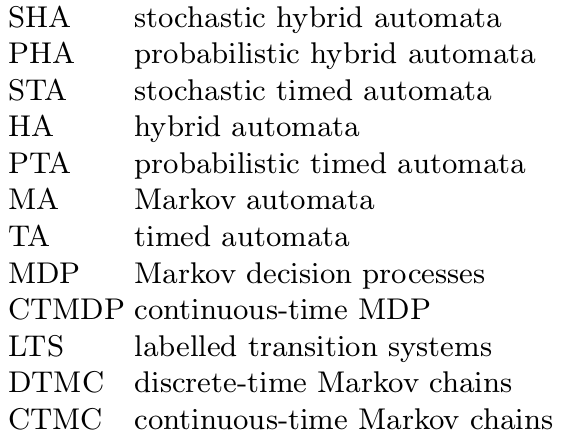 SHA stochastic hybrid automata
PHA probabilistic hybrid automata
STA stochastic timed automata
HA hybrid automata
PTA probabilistic timed automata
MA Markov automata
TA timed automata
MDP Markov decision processes
CTMDP continuous-time MDP
LTS labelled transition systems
DTMC discrete-time Markov chains
CTMC continuous-time Markov chains